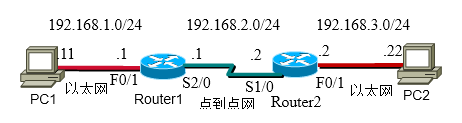 192.168.1.0/24 192.168.2.0/24 192.168.3.0/24
11 .1 .1 .2 .2 .22
F0/1 S2/0 S1/0 F0/1
PC1 以太网 Router1 点到点网 Router2 以太网 PC2